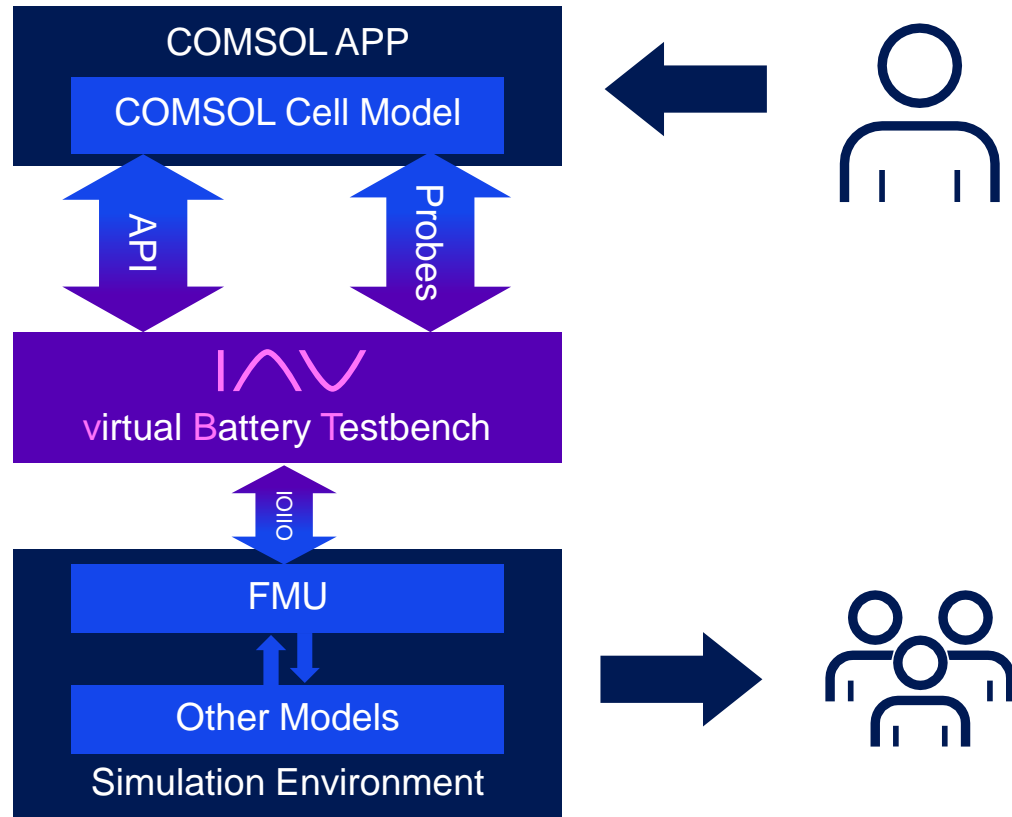 COMSOL APP
COMSOL Cell Model
API
Probes
IAV
virtual Battery Testbench
IOIIO
FMU
Other Models
Simulation Environment